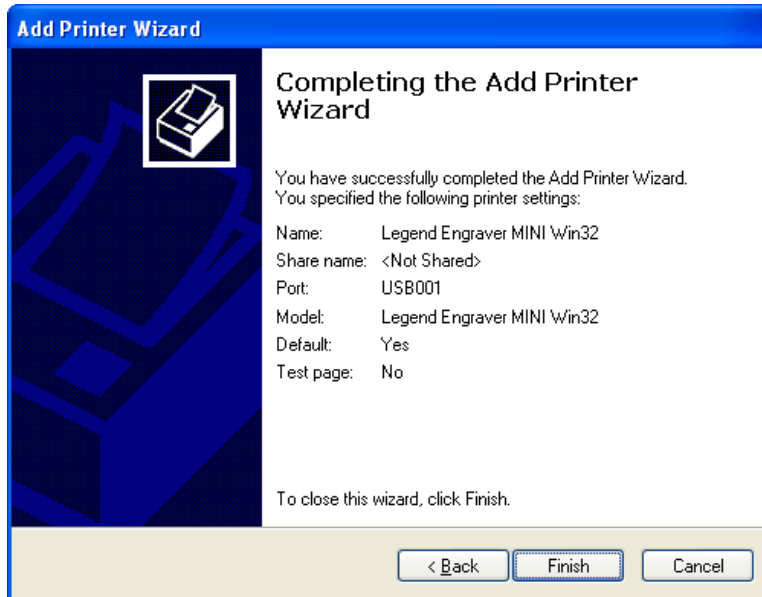 Add Printer Wizard
Completing the Add Printer
Wizard
You have successfully completed the Add Printer Wizard.
You specified the following printer settings:
Name: Legend Engraver MINI Win32
Share name: <Not Shared>
Port: USB001
Model: Legend Engraver MINI Win32
Default: Yes
Test page: No
To close this wizard, click Finish.
< Back Finish Cancel